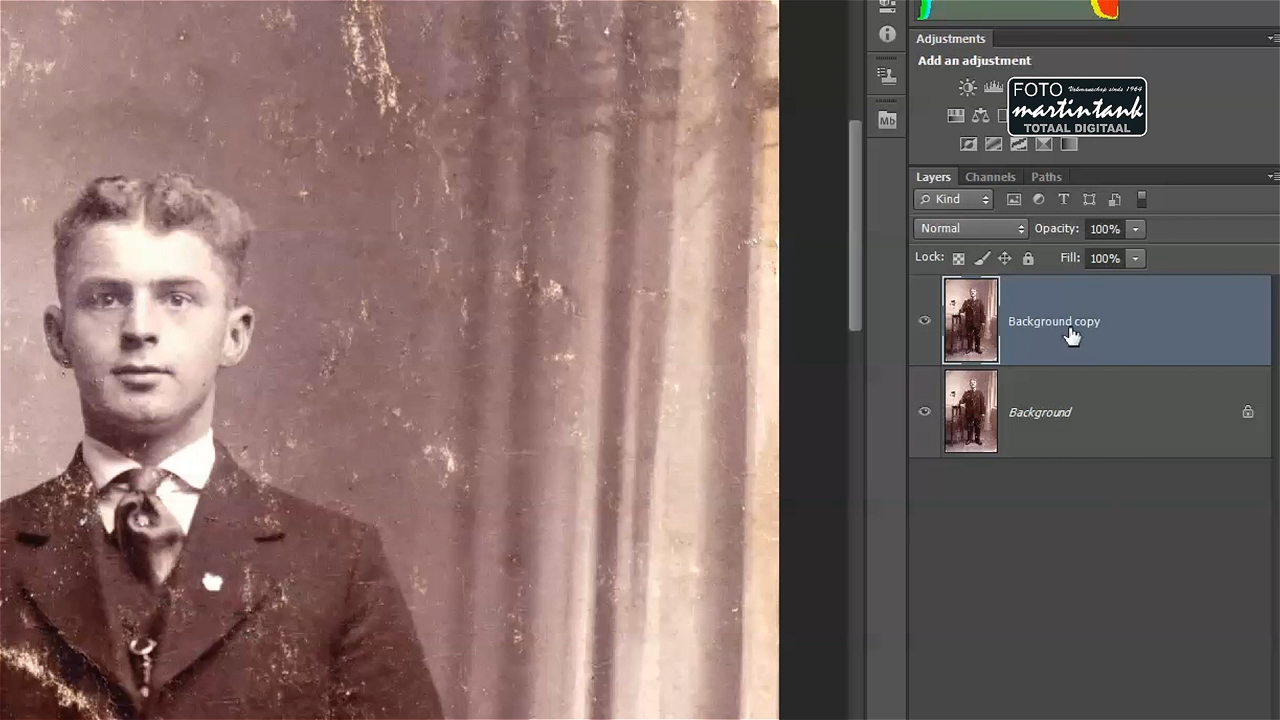 Adjustments
Add an adjustment
FOTO Vakmanschap sinds 1964
martintank
TOTAAL DIGITAAL
Mb
Layers Channels Paths
Kind T
Normal Opacity: 100%
Lock: Fill: 100%
Background copy
Background